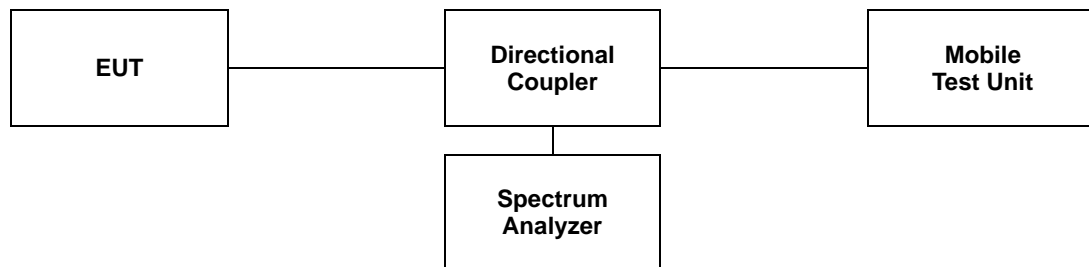 EUT
Directional
Coupler
Mobile
Test Unit
Spectrum
Analyzer